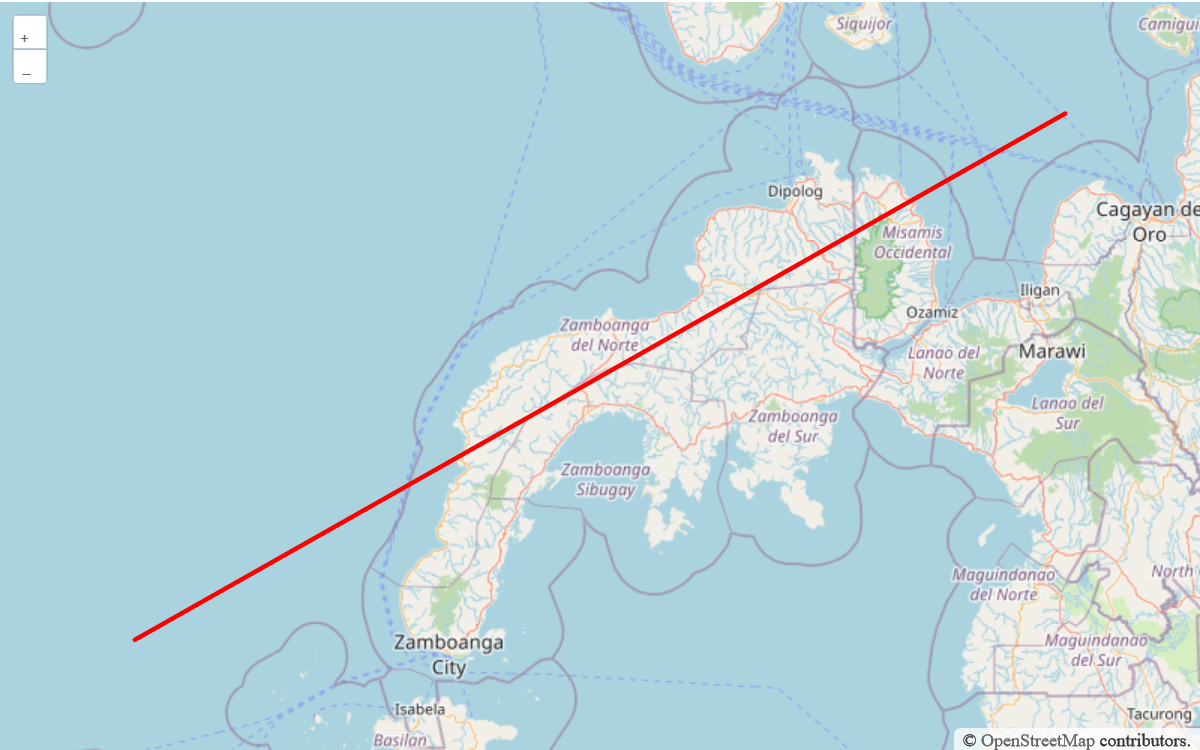 +
–
Siquijor
Dipolog
Cagayan de
Oro
Misamis
Occidental
Iligan
Ozamiz
Zamboanga
del Norte
Marawi
Lanao del
Norte
Lanao del
Sur
Zamboanga
del Sur
Zamboanga
Sibugay
Maguindanao
del Norte
North
Zamboanga
City
Maguindanao
del Sur
Isabela
Tacurong
Basilan
© OpenStreetMap contributors.